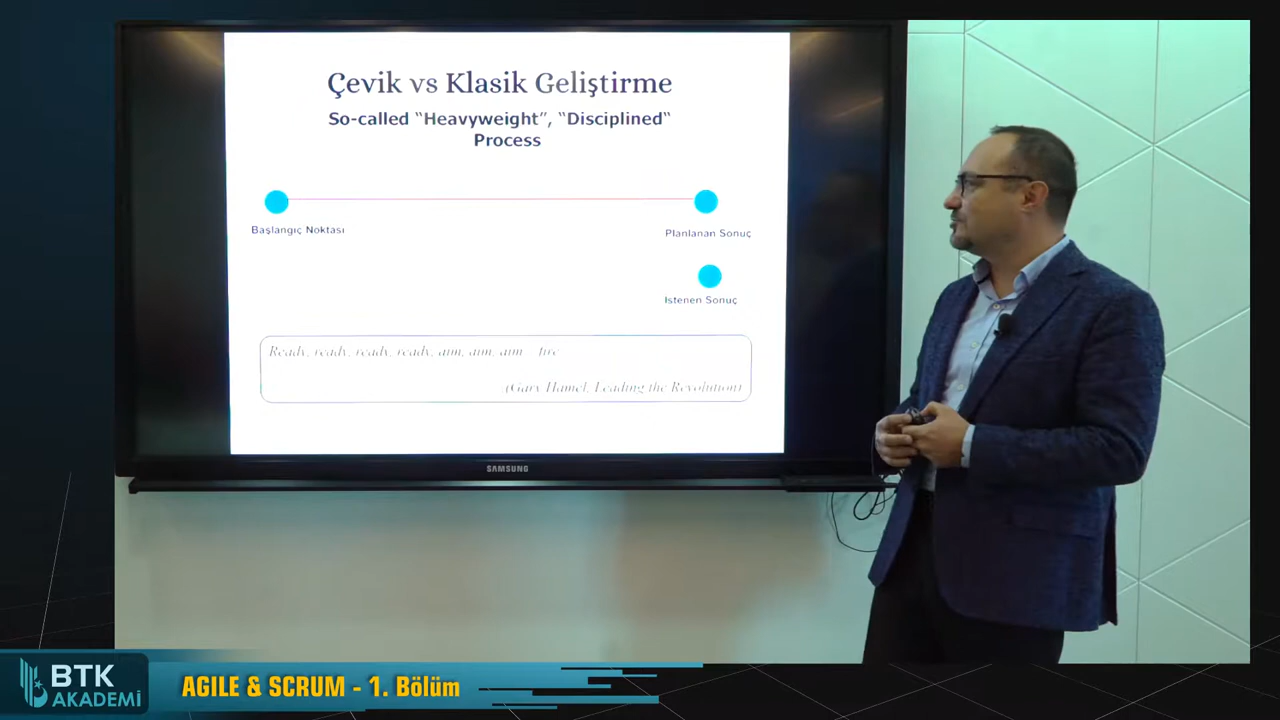 Çevik vs Klasik Geliştirme
So-called “Heavyweight”, “Disciplined“
Process
Başlangıç Noktası
Planlanan Sonuç
İstenen Sonuç
Ready, ready, ready, ready, aim, aim, aim fire
(Gary Hamel, Leading the Revolution)
SAMSUNG
BTK
AKADEMİ
AGILE & SCRUM - 1. Bölüm